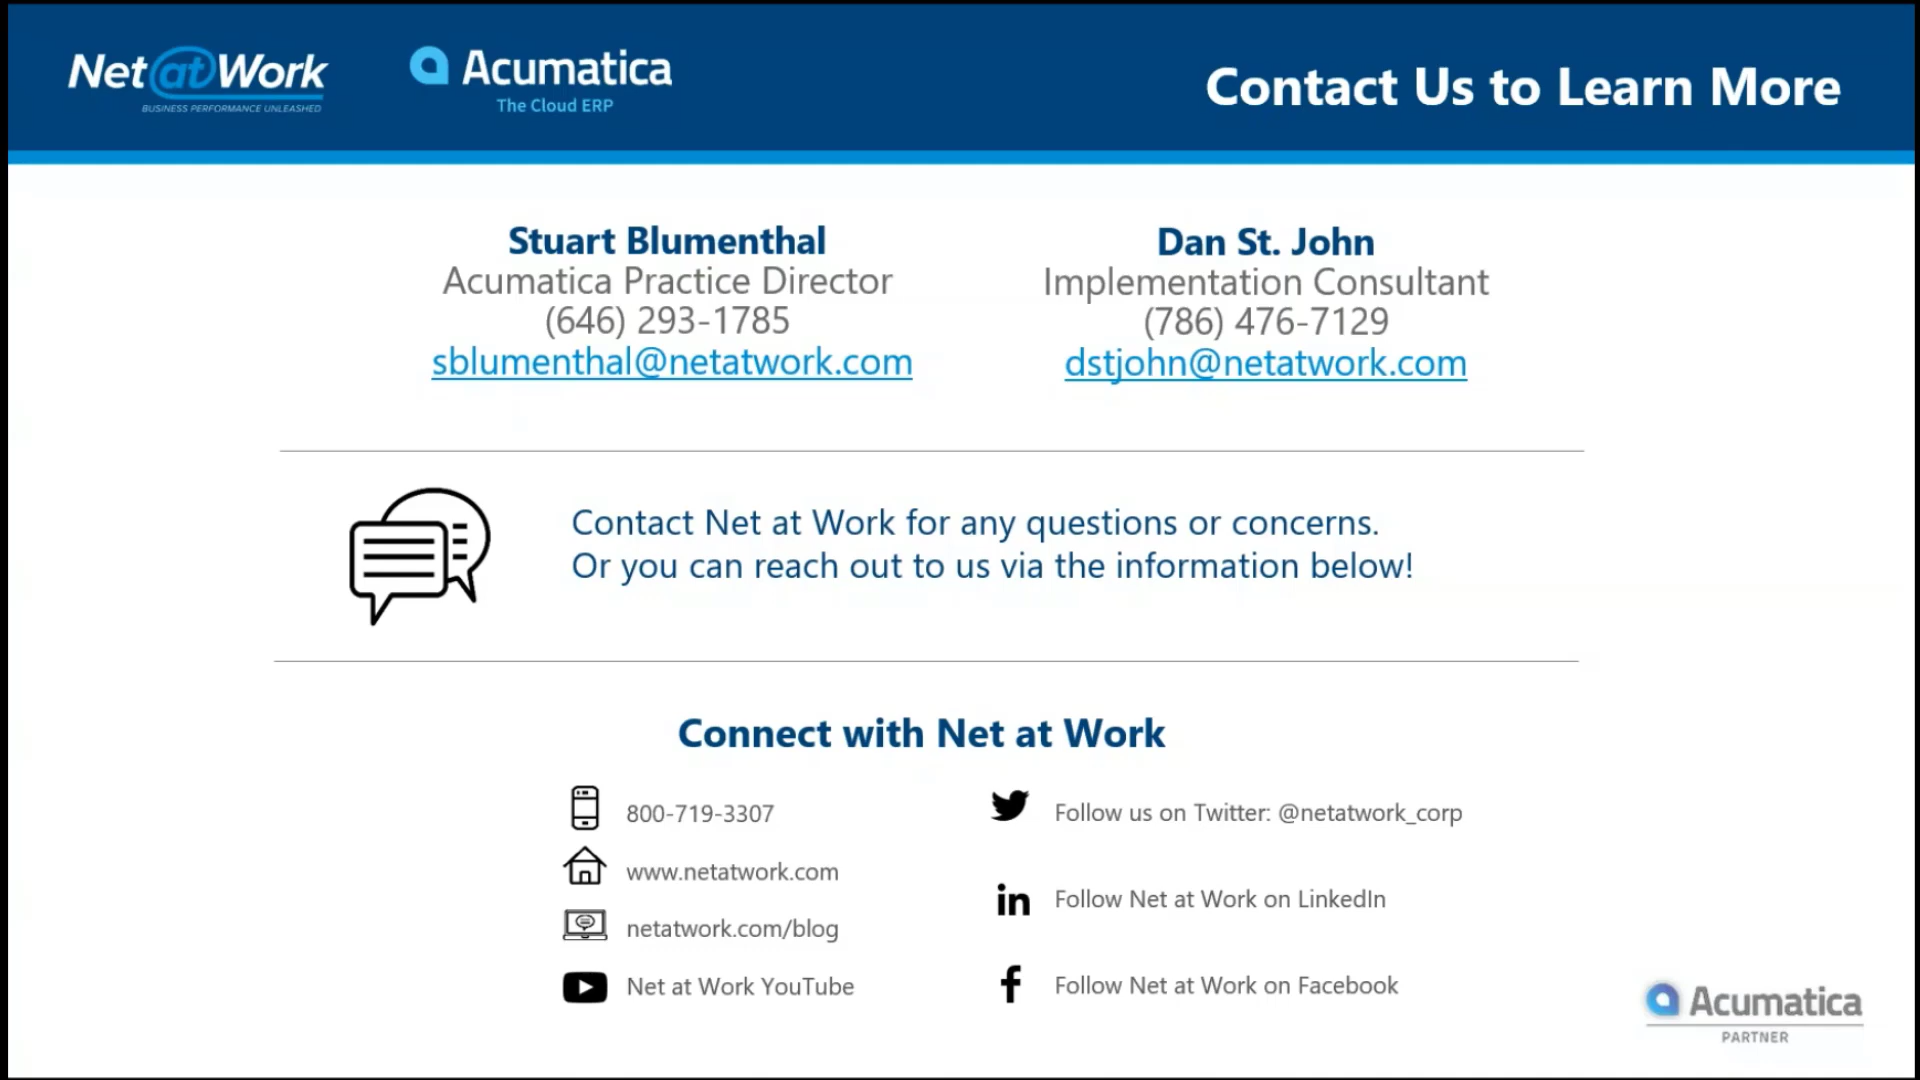 Net at Work
BUSINESS PERFORMANCE UNLEASHED
Acumatica
The Cloud ERP
Contact Us to Learn More
Stuart Blumenthal
Acumatica Practice Director
(646) 293-1785
sblumenthal@netatwork.com
Dan St. John
Implementation Consultant
(786) 476-7129
dstjohn@netatwork.com
Contact Net at Work for any questions or concerns.
Or you can reach out to us via the information below!
Connect with Net at Work
800-719-3307
www.netatwork.com
netatwork.com/blog
Net at Work YouTube
Follow us on Twitter: @netatwork_corp
in
Follow Net at Work on LinkedIn
f
Follow Net at Work on Facebook
Acumatica
PARTNER